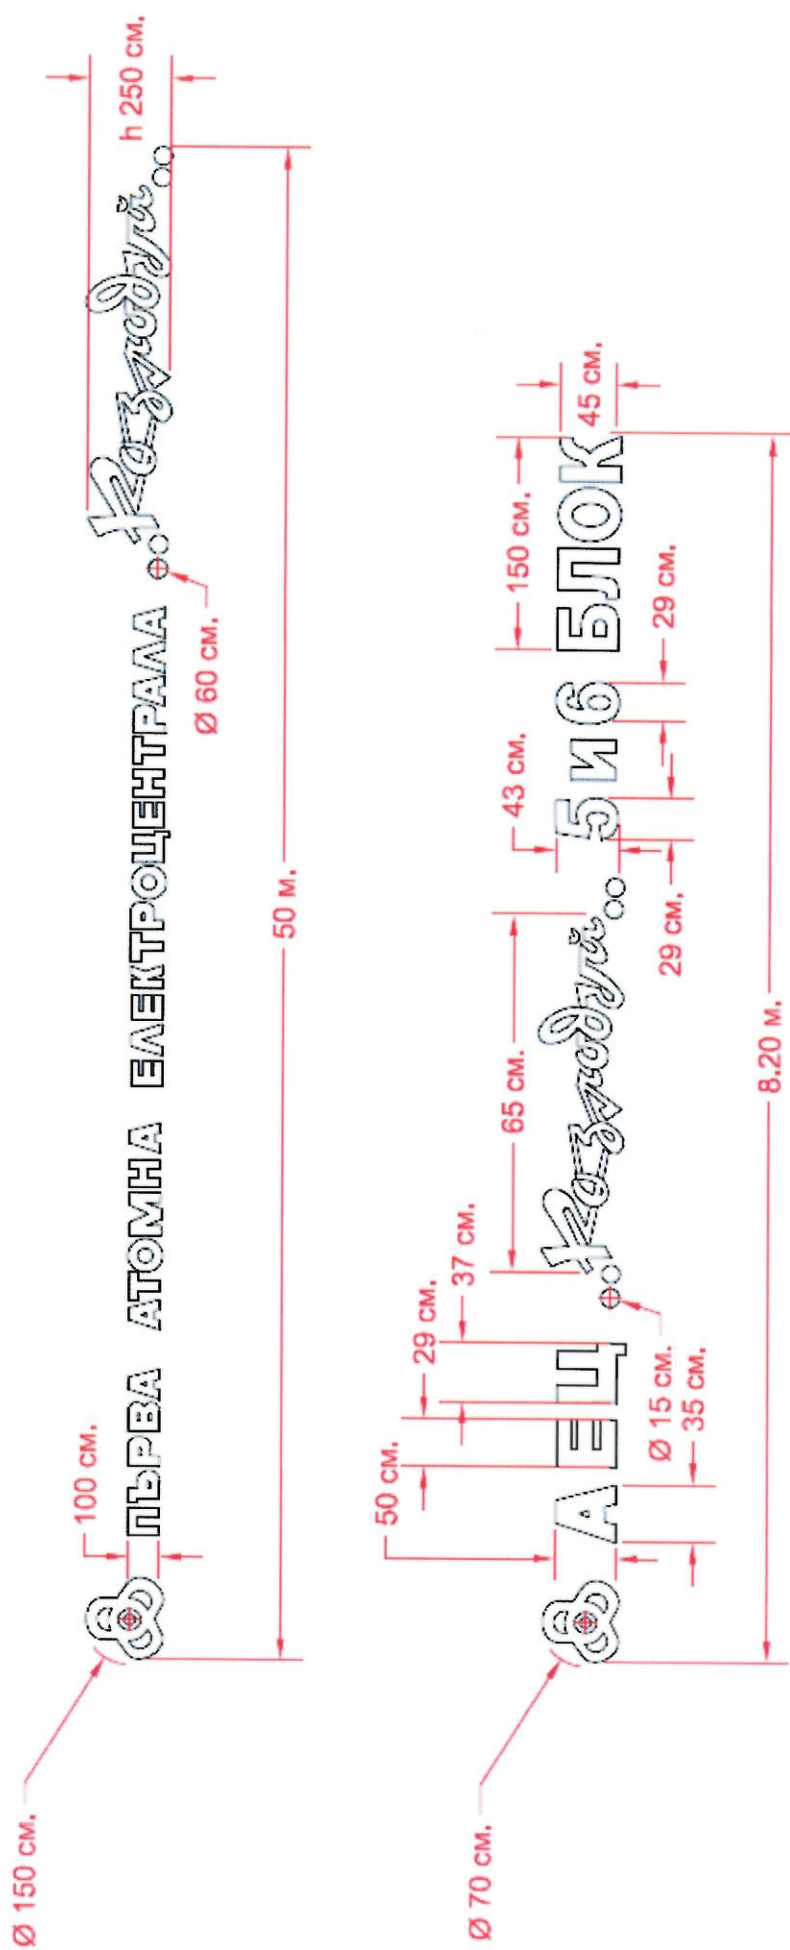 Ø 150 см.
100 см.
ПЪРВА АТОМНА ЕЛЕКТРОЦЕНТРАЛА
..Козлодуй..
h 250 см.
Ø 60 см.
50 м.
Ø 70 см.
50 см.
29 см.
37 см.
65 см.
43 см.
150 см.
45 см.
АЕЦ ..Козлодуй.. 5 и 6 БЛОК
35 см.
Ø 15 см.
29 см.
29 см.
8.20 м.